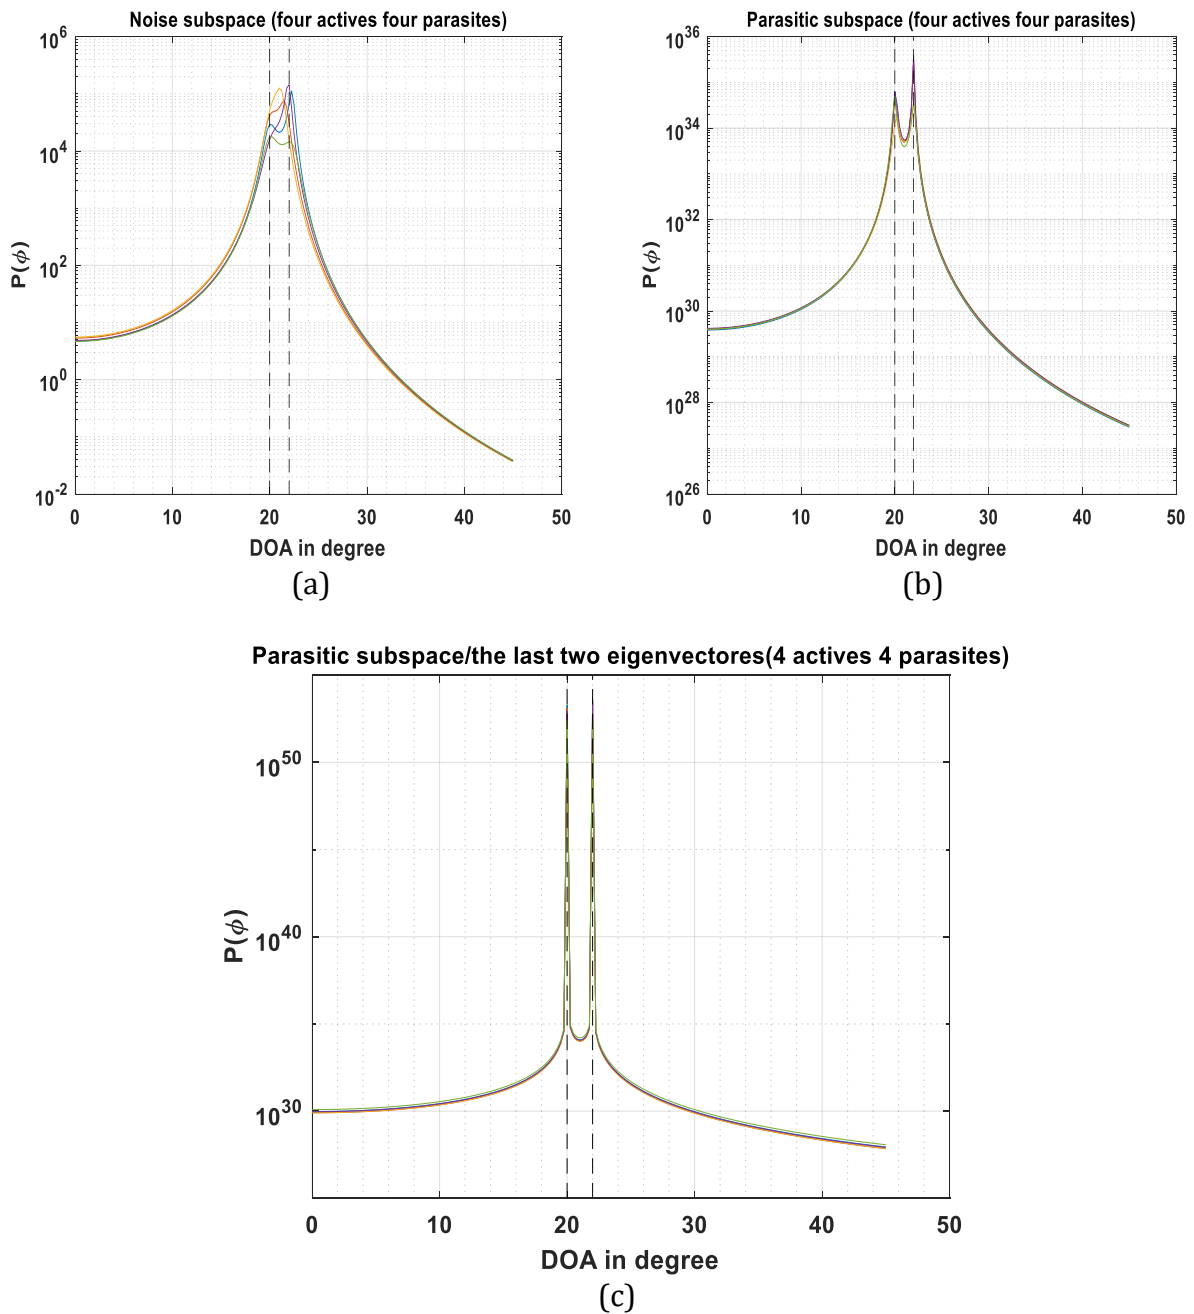 Noise subspace (four actives four parasites)
10^6
10^4
10^2
10^0
10^-2
P(ϕ)
0 10 20 30 40 50
DOA in degree
(a)
Parasitic subspace (four actives four parasites)
10^36
10^34
10^32
10^30
10^28
10^26
P(ϕ)
0 10 20 30 40 50
DOA in degree
(b)
Parasitic subspace/the last two eigenvectores(4 actives 4 parasites)
10^50
10^40
10^30
P(ϕ)
0 10 20 30 40 50
DOA in degree
(c)